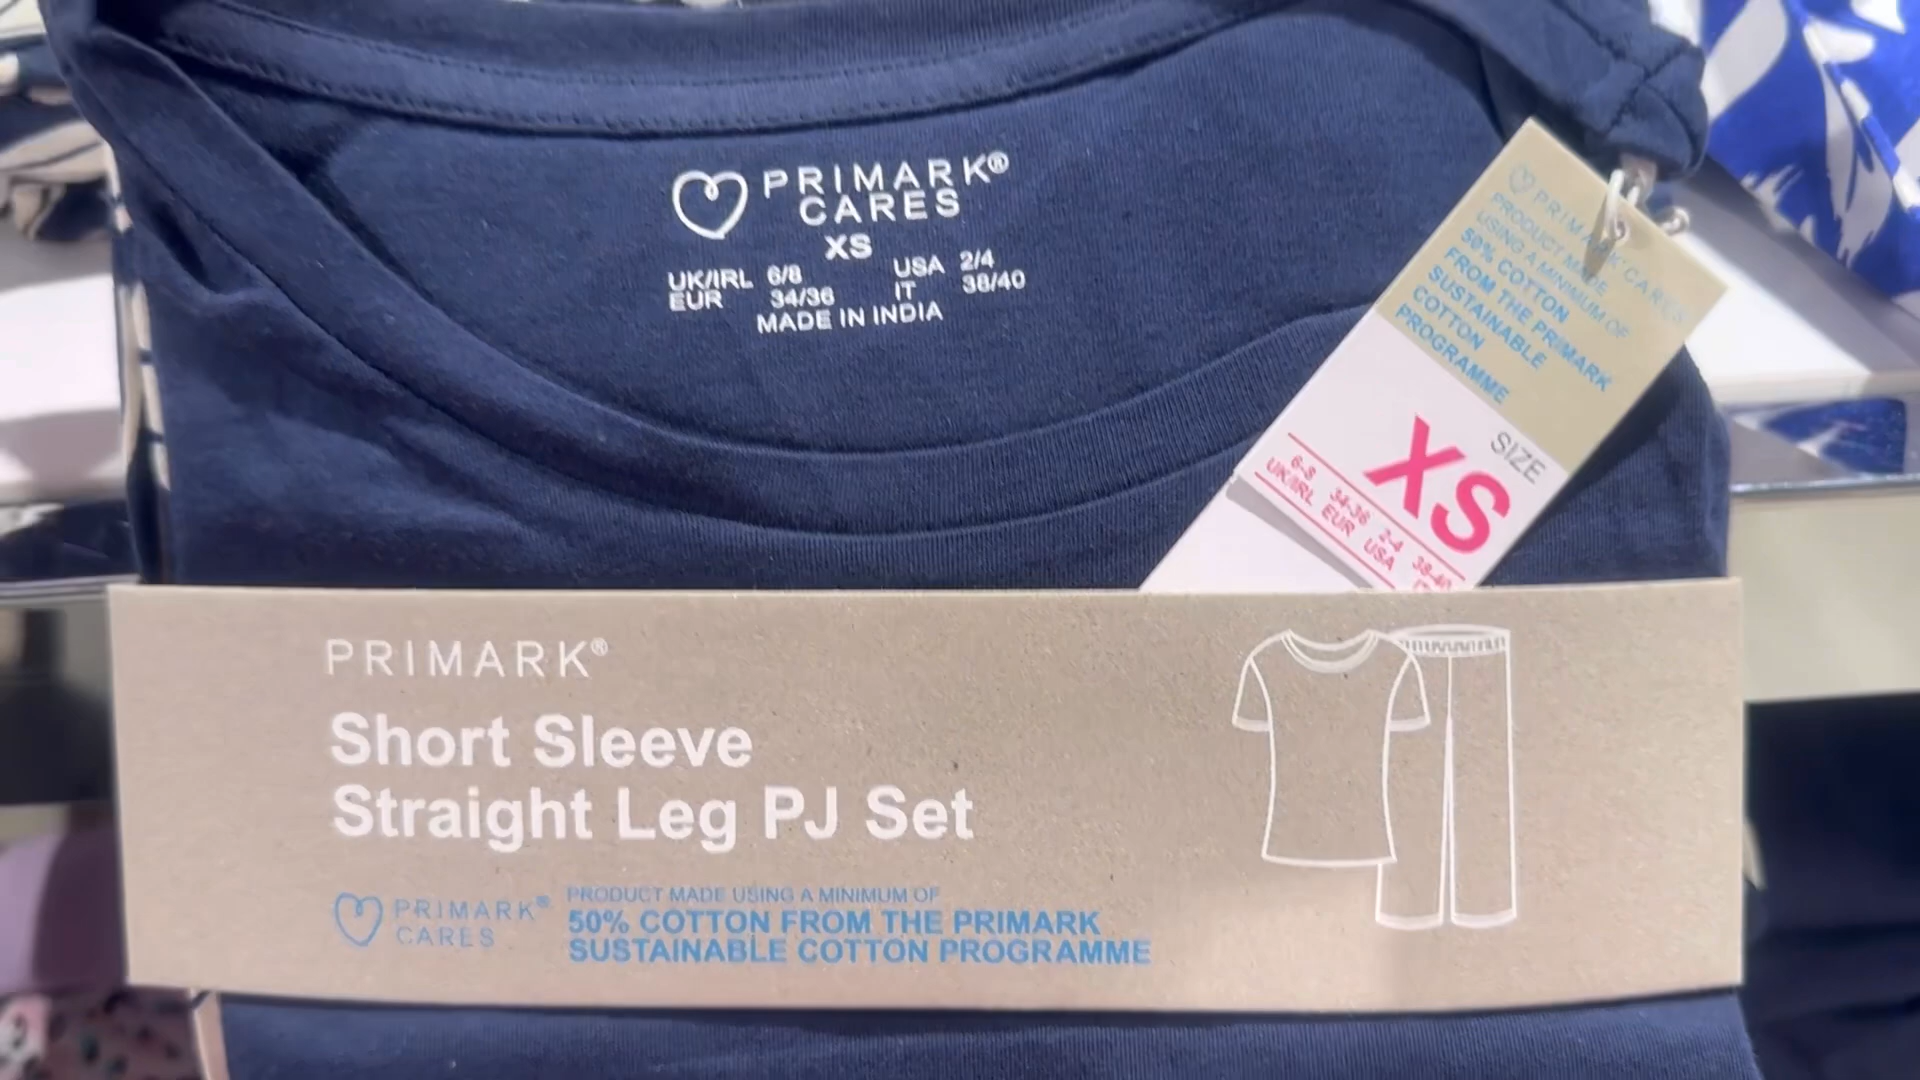 PRIMARK®
CARES
XS
UK/IRL 6/8 USA 2/4
EUR 34/36 IT 38/40
MADE IN INDIA
PRIMARK CARES
PRODUCT MADE
USING A MINIMUM OF
50% COTTON
FROM THE PRIMARK
SUSTAINABLE
COTTON
PROGRAMME
SIZE
XS
6-8 34-36 2-4 38-40
UK/IRL EUR USA
PRIMARK®
Short Sleeve
Straight Leg PJ Set
PRIMARK®
CARES
PRODUCT MADE USING A MINIMUM OF
50% COTTON FROM THE PRIMARK
SUSTAINABLE COTTON PROGRAMME